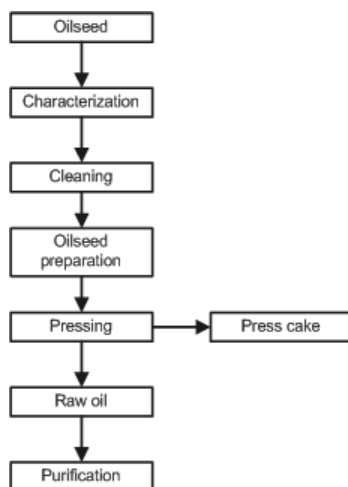 Oilseed
Characterization
Cleaning
Oilseed
preparation
Pressing
Press cake
Raw oil
Purification